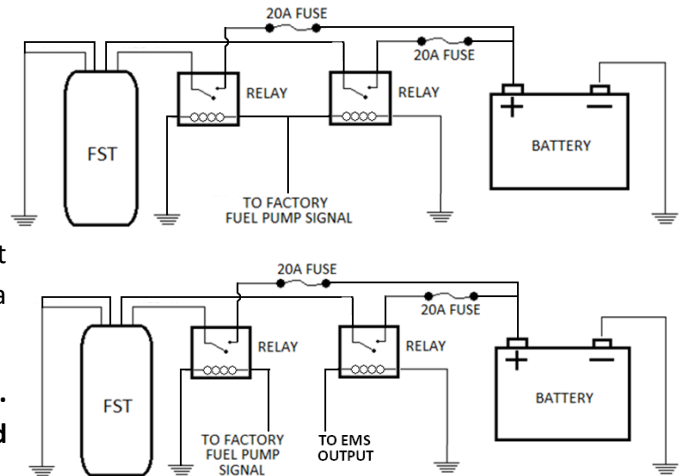 20A FUSE
20A FUSE
RELAY
RELAY
FST
+
−
BATTERY
TO FACTORY
FUEL PUMP SIGNAL
t
a
20A FUSE
20A FUSE
RELAY
RELAY
FST
+
−
BATTERY
.
d
TO FACTORY
FUEL PUMP
SIGNAL
TO EMS
OUTPUT